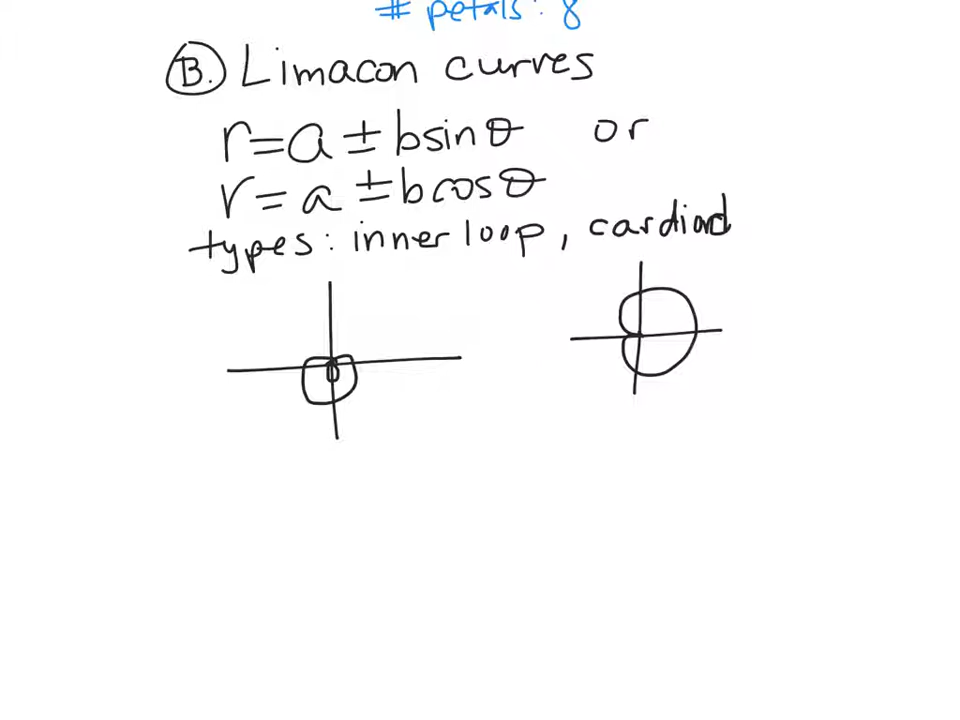 # petals: 8
B. Limacon curves
r=a ± bsinθ or
r=a ± bcosθ
types: inner loop, cardiod